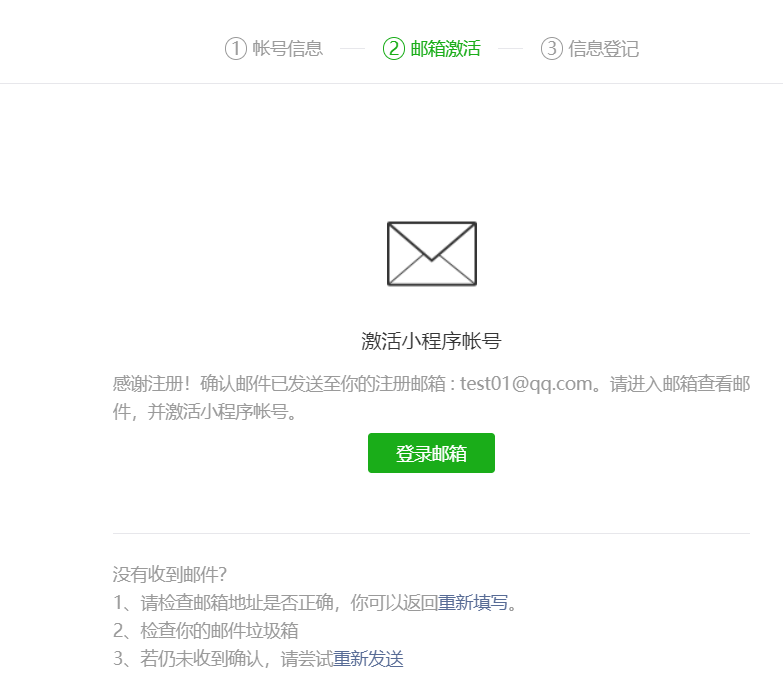 ① 帐号信息 ② 邮箱激活 ③ 信息登记
激活小程序帐号
感谢注册！确认邮件已发送至你的注册邮箱 : test01@qq.com。请进入邮箱查看邮
件，并激活小程序帐号。
登录邮箱
没有收到邮件？
1、请检查邮箱地址是否正确，你可以返回重新填写。
2、检查你的邮件垃圾箱
3、若仍未收到确认，请尝试重新发送